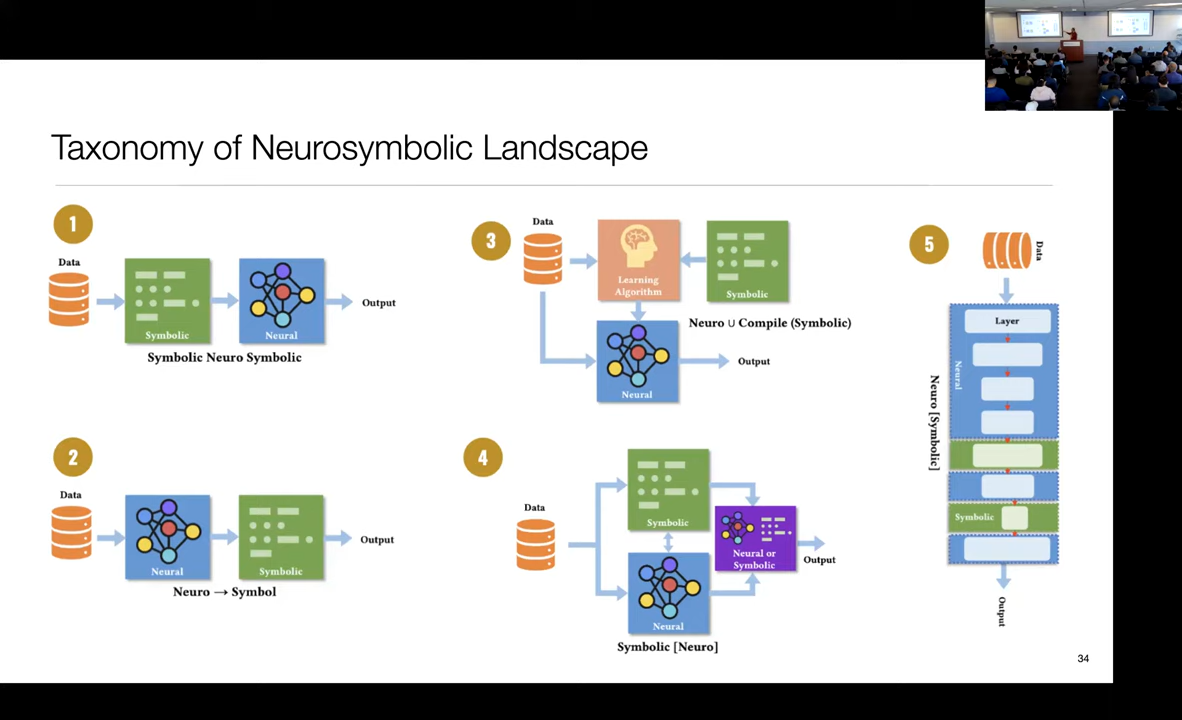 Taxonomy of Neurosymbolic Landscape
1
Data
Symbolic
Neural
Output
Symbolic Neuro Symbolic
2
Data
Neural
Symbolic
Output
Neuro → Symbol
3
Data
Learning
Algorithm
Symbolic
Neuro ∪ Compile (Symbolic)
Neural
Output
4
Data
Symbolic
Neural
Neural or
Symbolic
Output
Symbolic [Neuro]
5
Data
Layer
Neural
Neuro [Symbolic]
Symbolic
Output
34